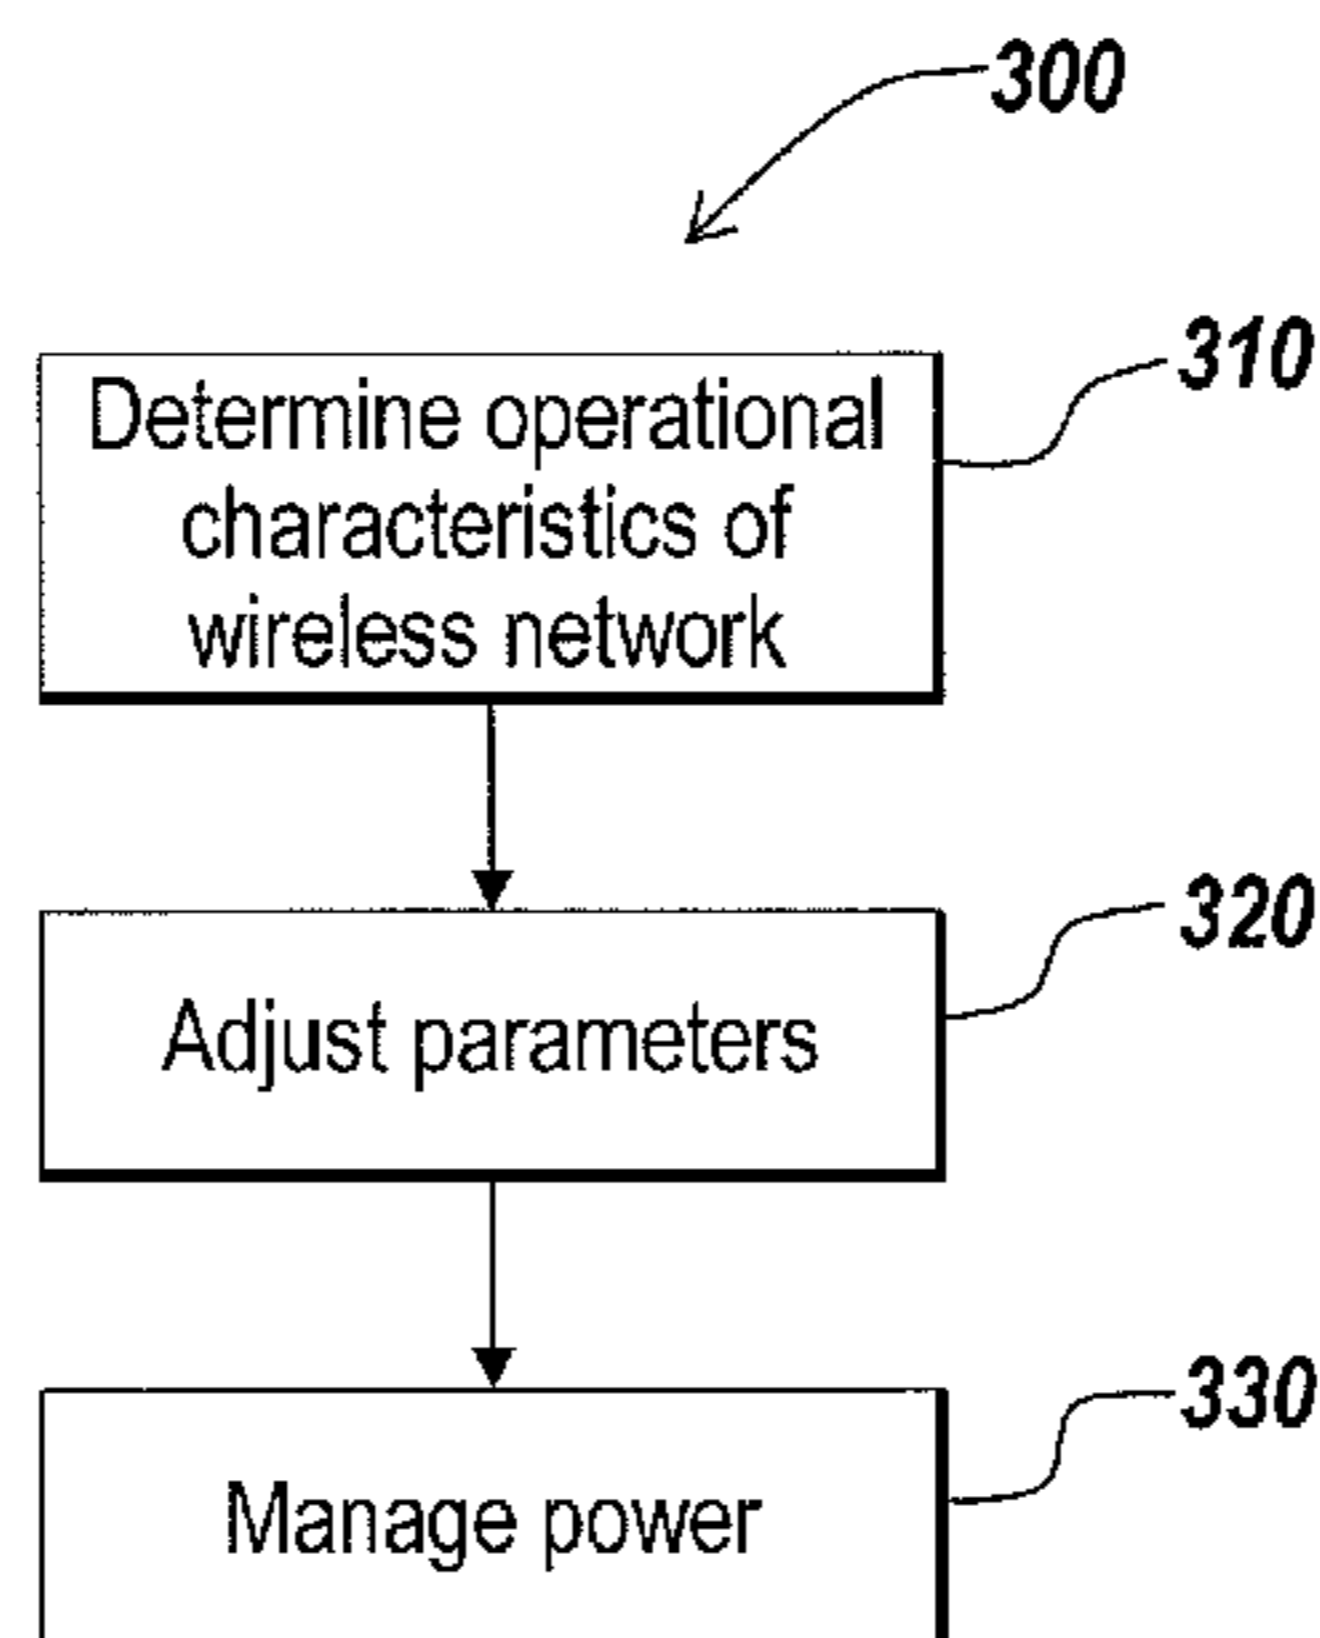 300
310
Determine operational
characteristics of
wireless network
320
Adjust parameters
330
Manage power